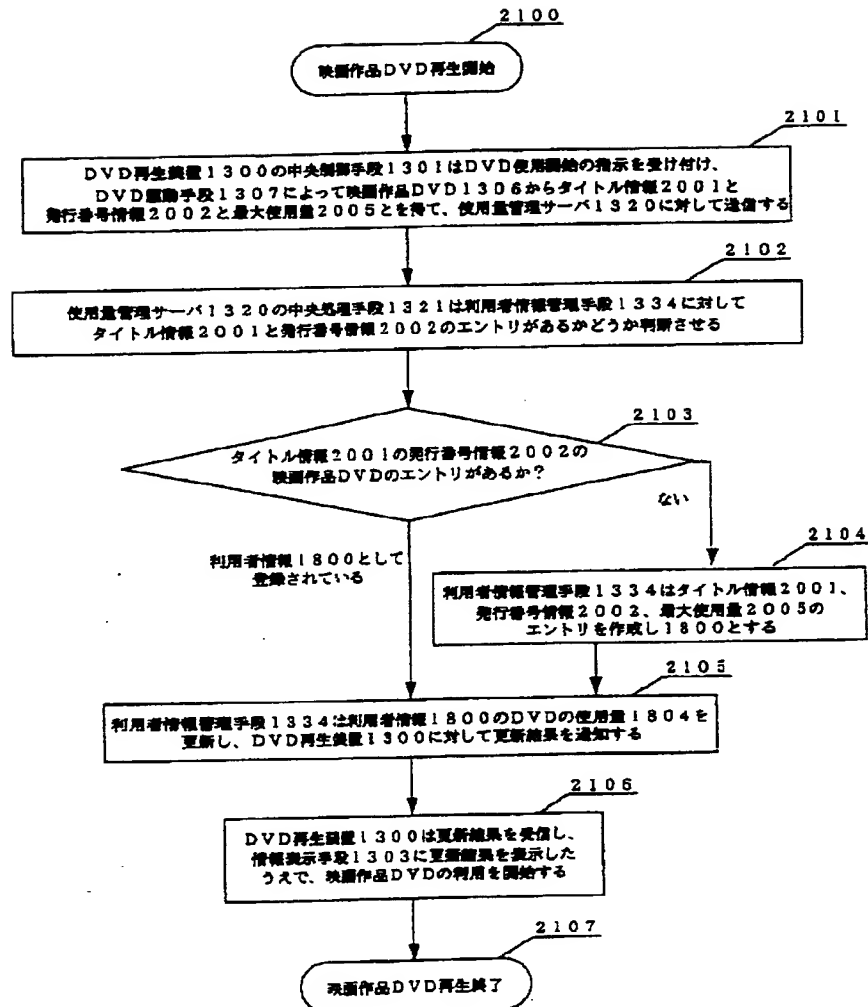 2100
映画作品DVD再生開始
2101
DVD再生装置1300の中央制御手段1301はDVD使用開始の指示を受け付け、
DVD駆動手段1307によって映画作品DVD1306からタイトル情報2001と
発行番号情報2002と最大使用量2005とを得て、使用量管理サーバ1320に対して送信する
2102
使用量管理サーバ1320の中央処理手段1321は利用者情報管理手段1334に対して
タイトル情報2001と発行番号情報2002のエントリがあるかどうか判断させる
2103
タイトル情報2001の発行番号情報2002の
映画作品DVDのエントリがあるか?
ない
利用者情報1800として
登録されている
2104
利用者情報管理手段1334はタイトル情報2001、
発行番号情報2002、最大使用量2005の
エントリを作成し1800とする
2105
利用者情報管理手段1334は利用者情報1800のDVDの使用量1804を
更新し、DVD再生装置1300に対して更新結果を通知する
2106
DVD再生装置1300は更新結果を受信し、
情報表示手段1303に更新結果を表示した
うえで、映画作品DVDの利用を開始する
2107
映画作品DVD再生終了